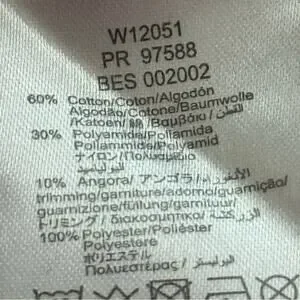 W12051
PR 97588
BES 002002
60% Cotton/Coton/Algodón
Algodão/Cotone/Baumwolle
/Katoen/綿/Βαμβάκι/القطن
30% Polyamide/Poliamida
Poliammide/Polyamid
ナイロン/Πολυαμίδιο
البوليميد
10% Angora/アンゴラ/الأنغورا
trimming/garniture/adorno/guarnição/
guarnizione/fütlung/garnituur/
トリミング/διακοσμητικο/الزركشة
100% Polyester/Poliéster
Polyestere
ポリエステル
Πολυεστέρας/البوليستر